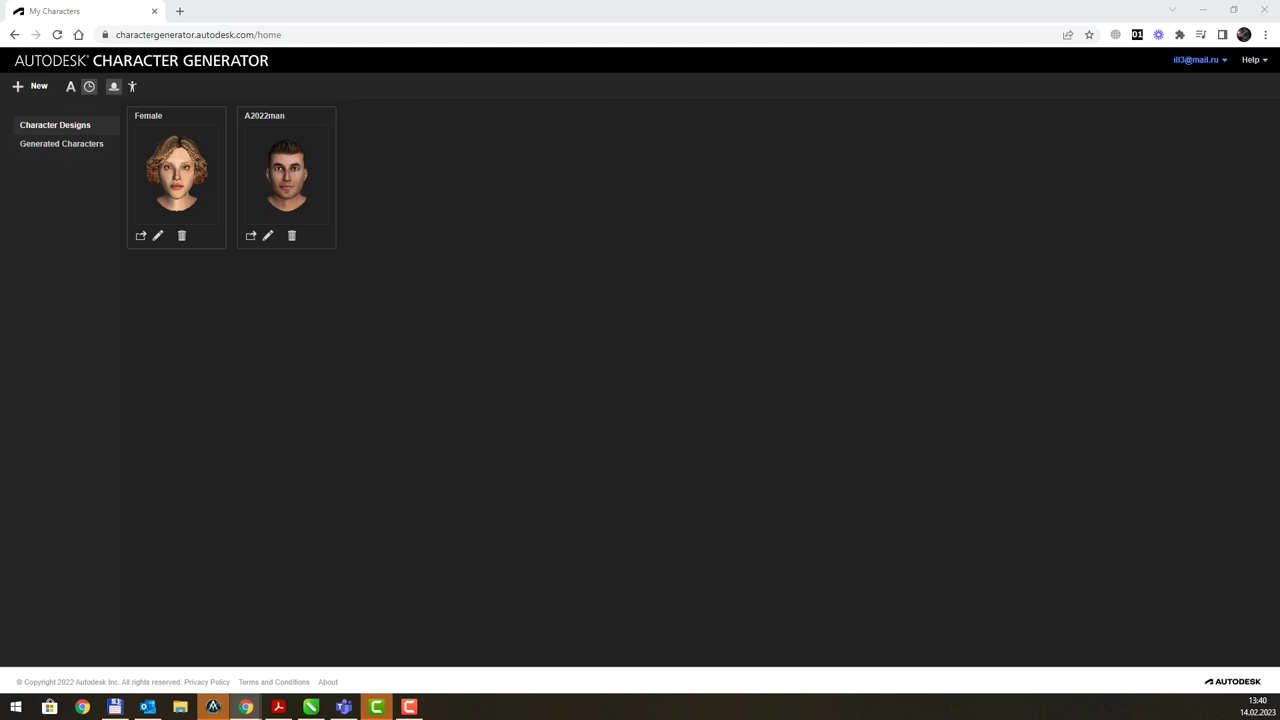 My Characters
charactergenerator.autodesk.com/home
01
AUTODESK® CHARACTER GENERATOR
ill3@mail.ru
Help
New
A
Character Designs
Generated Characters
Female
A2022man
© Copyright 2022 Autodesk Inc. All rights reserved. Privacy Policy Terms and Conditions About
AUTODESK
13:40
14.02.2023